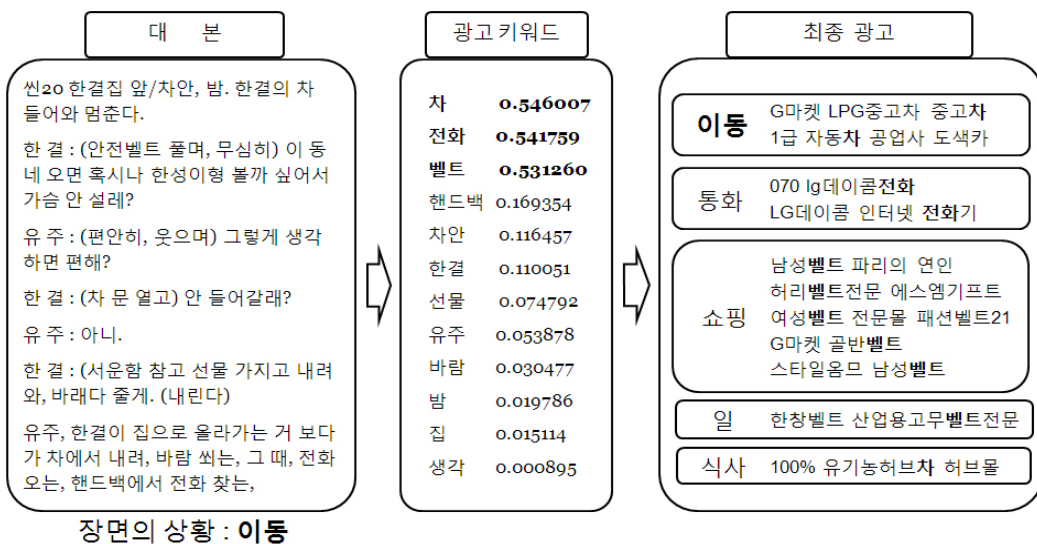 대 본
씬20 한결집 앞/차안, 밤. 한결의 차
들어와 멈춘다.
한 결 : (안전벨트 풀며, 무심히) 이 동
네 오면 혹시나 한성이형 볼까 싶어서
가슴 안 설레?
유 주 : (편안히, 웃으며) 그렇게 생각
하면 편해?
한 결 : (차 문 열고) 안 들어갈래?
유 주 : 아니.
한 결 : (서운함 참고 선물 가지고 내려
와, 바래다 줄게. (내린다)
유주, 한결이 집으로 올라가는 거 보다
가 차에서 내려, 바람 쐬는, 그 때, 전화
오는, 핸드백에서 전화 찾는,
장면의 상황 : 이동
광고 키워드
차 0.546007
전화 0.541759
벨트 0.531260
핸드백 0.169354
차안 0.116457
한결 0.110051
선물 0.074792
유주 0.053878
바람 0.030477
밤 0.019786
집 0.015114
생각 0.000895
최종 광고
이동
G마켓 LPG중고차 중고차
1급 자동차 공업사 도색카
통화
070 lg데이콤전화
LG데이콤 인터넷 전화기
쇼핑
남성벨트 파리의 연인
허리벨트전문 에스엠기프트
여성벨트 전문몰 패션벨트21
G마켓 골반벨트
스타일옴므 남성벨트
일 한창벨트 산업용고무벨트전문
식사 100% 유기농허브차 허브몰